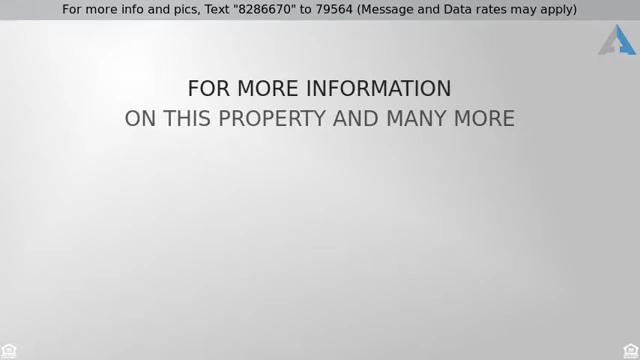 For more info and pics, Text "8286670" to 79564 (Message and Data rates may apply)
FOR MORE INFORMATION
ON THIS PROPERTY AND MANY MORE